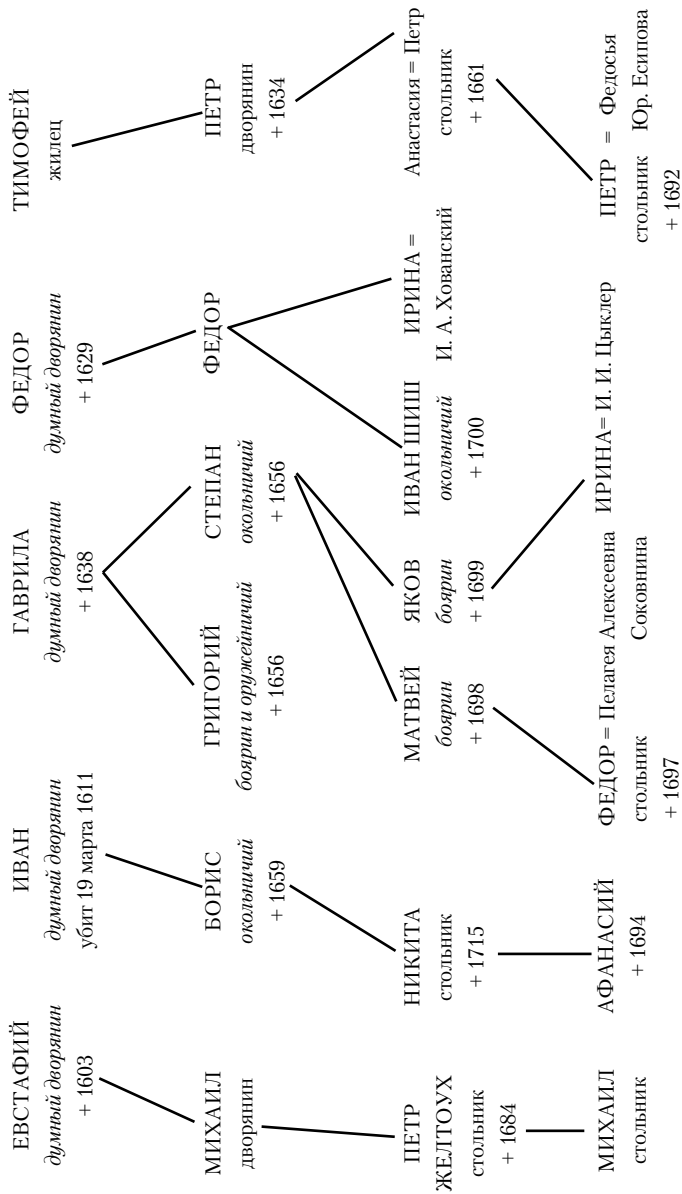 ЕВСТАФИЙ
думный дворянин
+ 1603
ИВАН
думный дворянин
убит 19 марта 1611
ГАВРИЛА
думный дворянин
+ 1638
ФЕДОР
думный дворянин
+ 1629
ТИМОФЕЙ
жилец
МИХАИЛ
дворянин
БОРИС
окольничий
+ 1659
ГРИГОРИЙ
боярин и оружейничий
+ 1656
СТЕПАН
окольничий
+ 1656
ФЕДОР
ПЕТР
дворянин
+ 1634
ПЕТР
ЖЕЛТОУХ
стольник
+ 1684
НИКИТА
стольник
+ 1715
МАТВЕЙ
боярин
+ 1698
ЯКОВ
боярин
+ 1699
ИВАН ШИШ
окольничий
+ 1700
ИРИНА =
И. А. Хованский
Анастасия = Петр
стольник
+ 1661
МИХАИЛ
стольник
АФАНАСИЙ
+ 1694
ФЕДОР = Пелагея Алексеевна
стольник Соковнина
+ 1697
ИРИНА= И. И. Цыклер
ПЕТР = Федосья
стольник Юр. Есипова
+ 1692